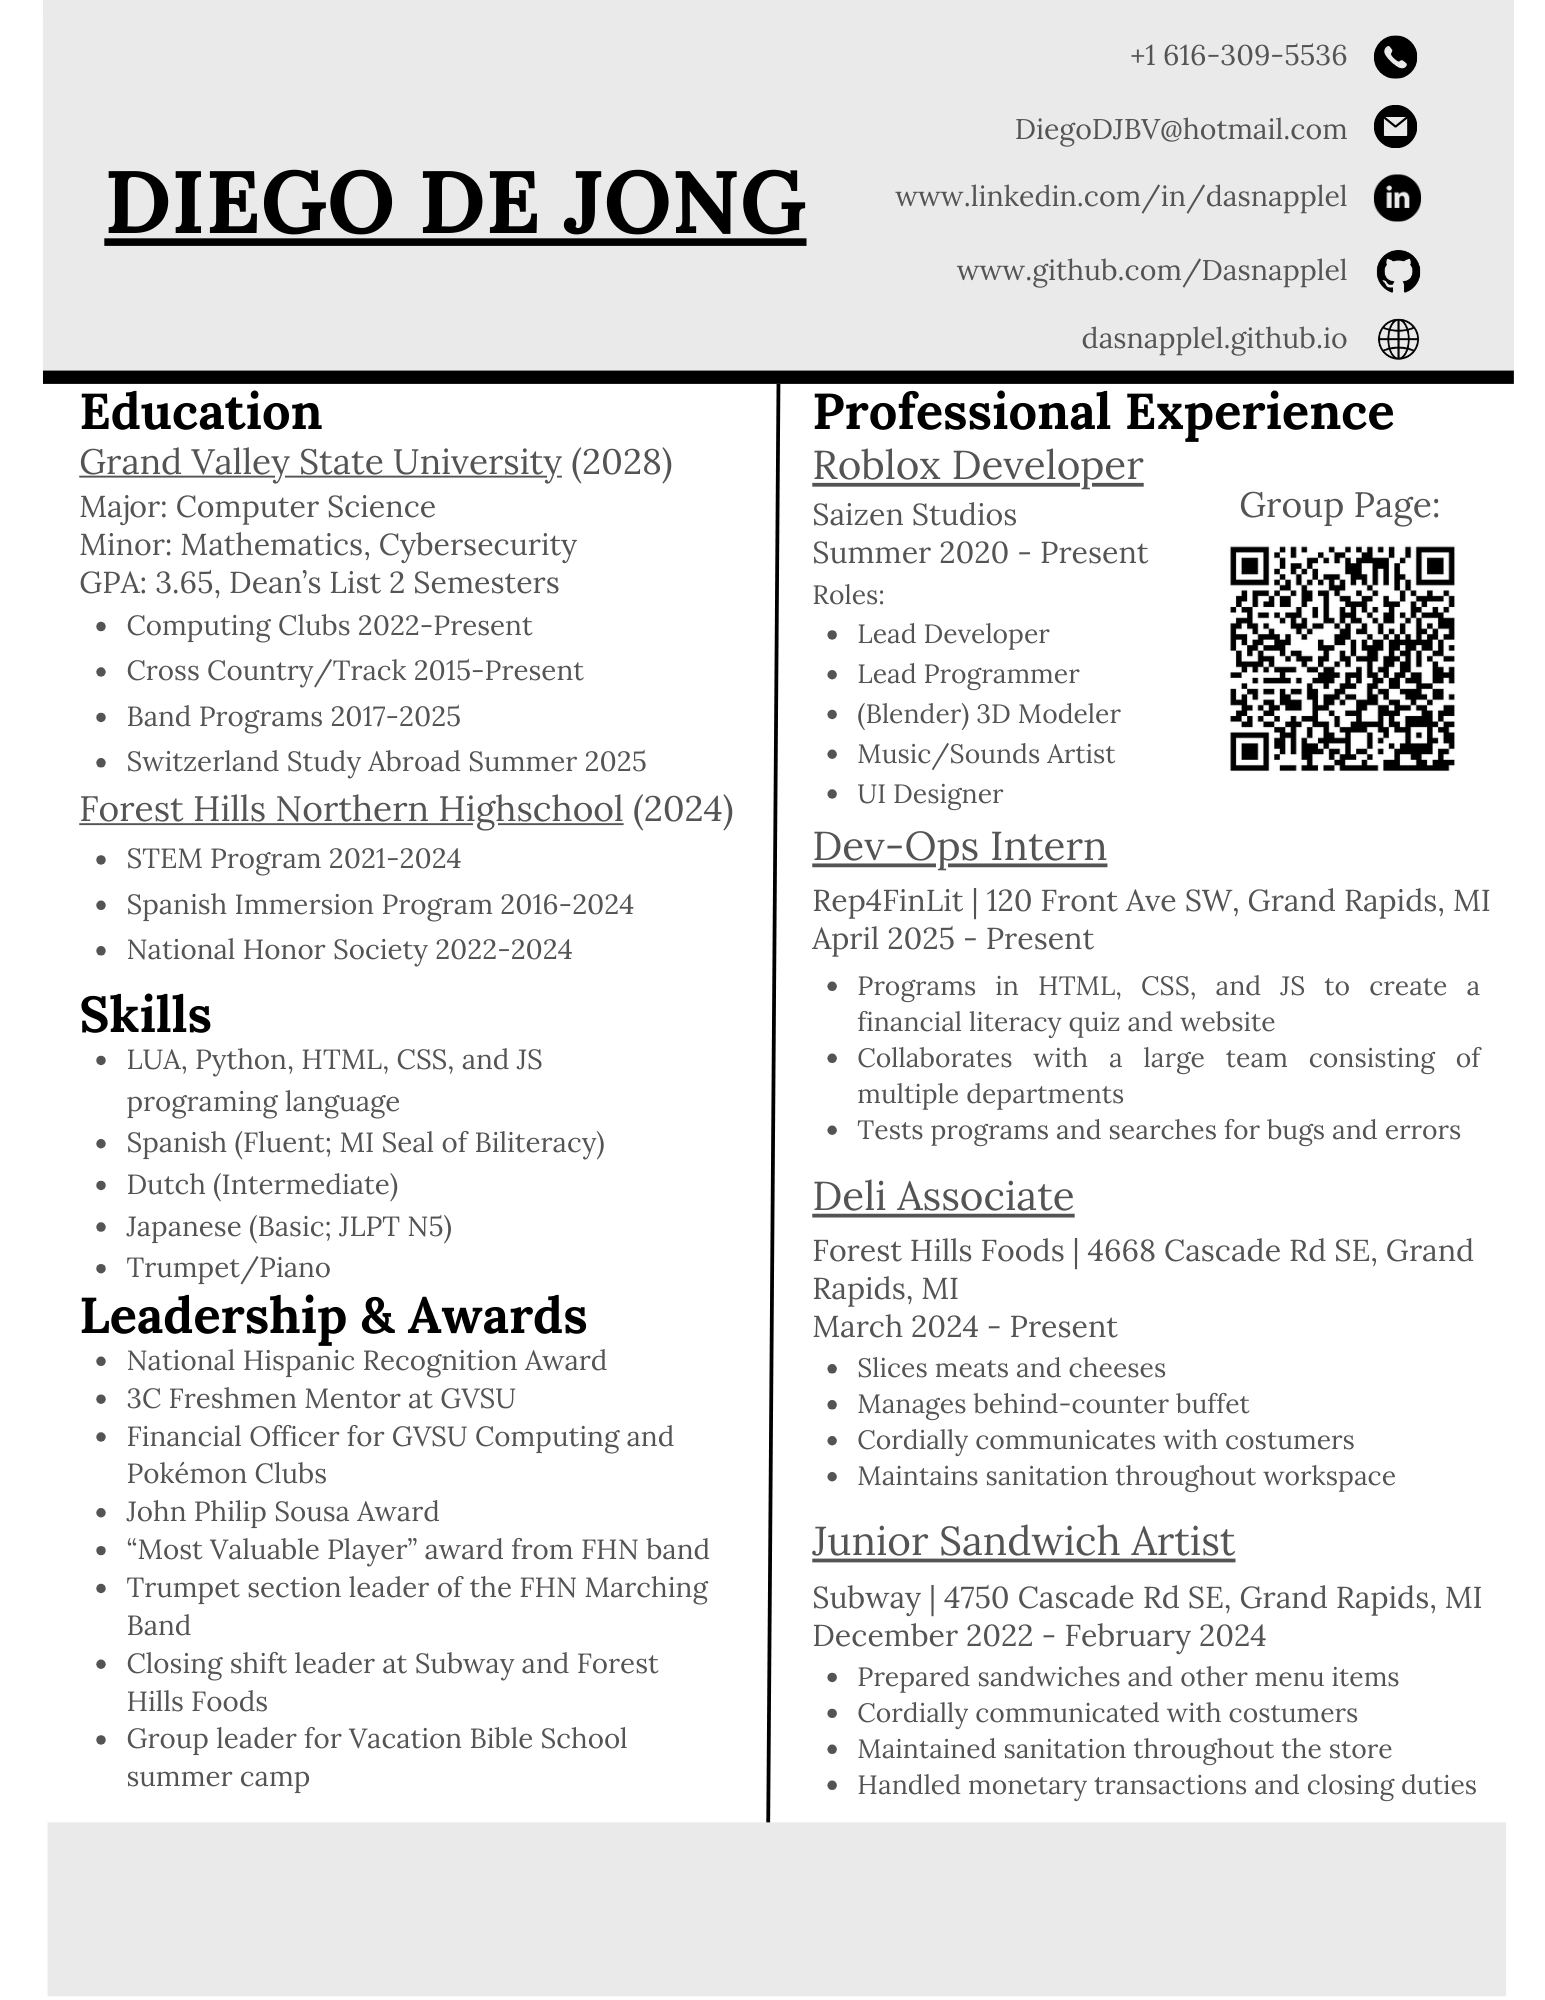 +1 616-309-5536
DiegoDJBV@hotmail.com
www.linkedin.com/in/dasnapplel
www.github.com/Dasnapplel
dasnapplel.github.io
DIEGO DE JONG
Education
Grand Valley State University (2028)
Major: Computer Science
Minor: Mathematics, Cybersecurity
GPA: 3.65, Dean’s List 2 Semesters
• Computing Clubs 2022-Present
• Cross Country/Track 2015-Present
• Band Programs 2017-2025
• Switzerland Study Abroad Summer 2025
Forest Hills Northern Highschool (2024)
• STEM Program 2021-2024
• Spanish Immersion Program 2016-2024
• National Honor Society 2022-2024
Skills
• LUA, Python, HTML, CSS, and JS
programing language
• Spanish (Fluent; MI Seal of Biliteracy)
• Dutch (Intermediate)
• Japanese (Basic; JLPT N5)
• Trumpet/Piano
Leadership & Awards
• National Hispanic Recognition Award
• 3C Freshmen Mentor at GVSU
• Financial Officer for GVSU Computing and
Pokémon Clubs
• John Philip Sousa Award
• “Most Valuable Player” award from FHN band
• Trumpet section leader of the FHN Marching
Band
• Closing shift leader at Subway and Forest
Hills Foods
• Group leader for Vacation Bible School
summer camp
Professional Experience
Roblox Developer
Saizen Studios
Summer 2020 - Present
Roles:
• Lead Developer
• Lead Programmer
• (Blender) 3D Modeler
• Music/Sounds Artist
• UI Designer
Group Page:
Dev-Ops Intern
Rep4FinLit | 120 Front Ave SW, Grand Rapids, MI
April 2025 - Present
• Programs in HTML, CSS, and JS to create a
financial literacy quiz and website
• Collaborates with a large team consisting of
multiple departments
• Tests programs and searches for bugs and errors
Deli Associate
Forest Hills Foods | 4668 Cascade Rd SE, Grand
Rapids, MI
March 2024 - Present
• Slices meats and cheeses
• Manages behind-counter buffet
• Cordially communicates with costumers
• Maintains sanitation throughout workspace
Junior Sandwich Artist
Subway | 4750 Cascade Rd SE, Grand Rapids, MI
December 2022 - February 2024
• Prepared sandwiches and other menu items
• Cordially communicated with costumers
• Maintained sanitation throughout the store
• Handled monetary transactions and closing duties